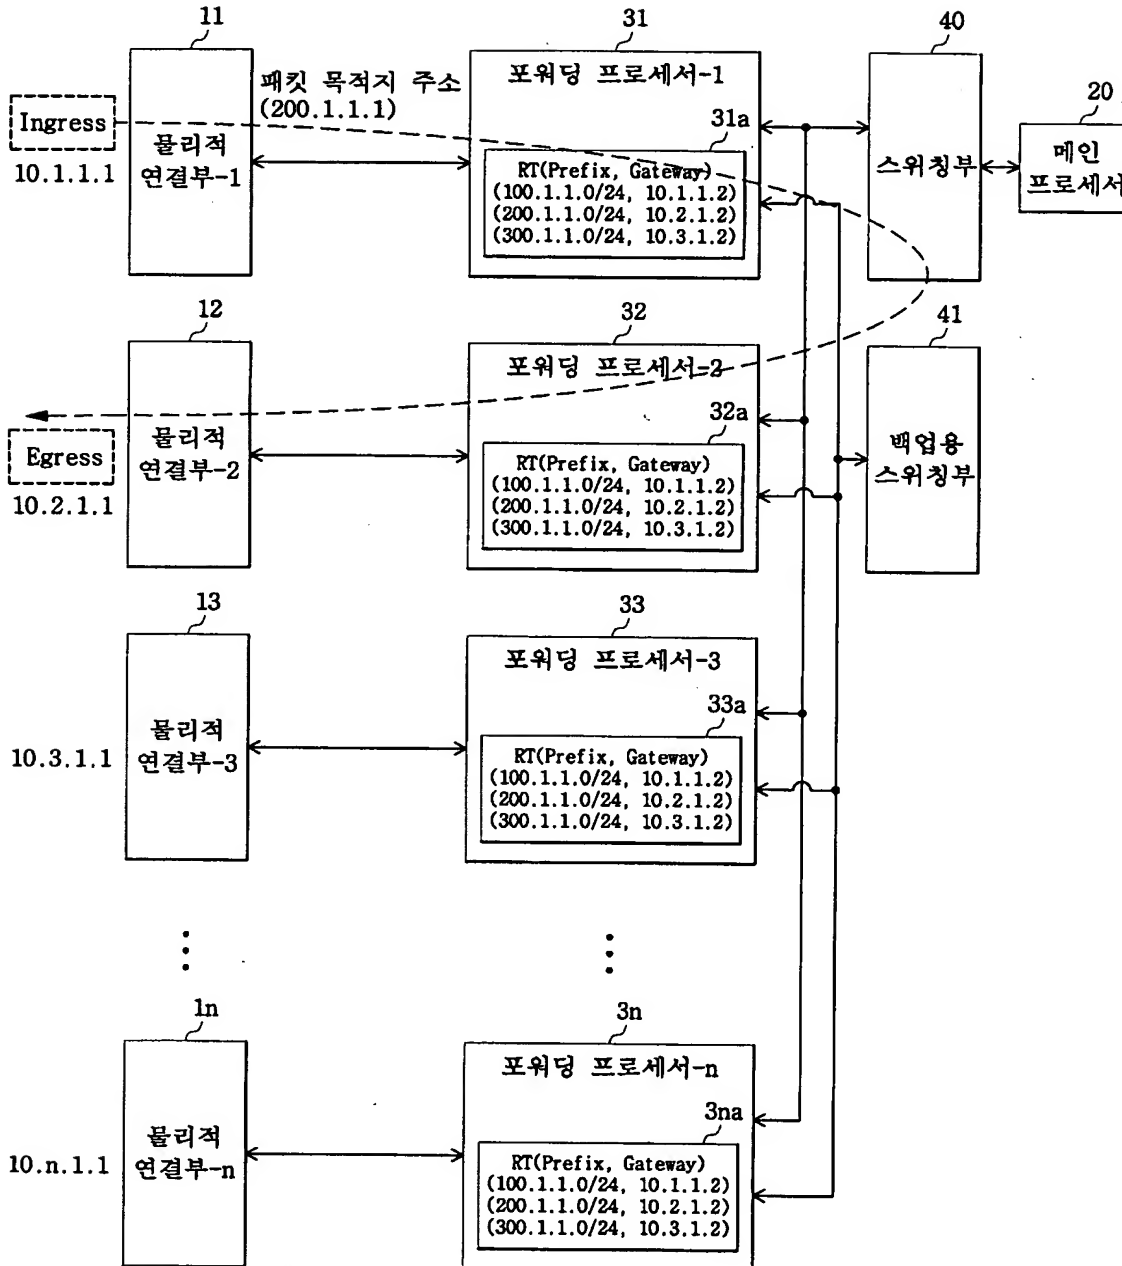 11
31
40
20
Ingress
10.1.1.1
물리적
연결부-1
패킷 목적지 주소
(200.1.1.1)
포워딩 프로세서-1
31a
RT(Prefix, Gateway)
(100.1.1.0/24, 10.1.1.2)
(200.1.1.0/24, 10.2.1.2)
(300.1.1.0/24, 10.3.1.2)
스위칭부
메인
프로세서
12
32
41
Egress
10.2.1.1
물리적
연결부-2
포워딩 프로세서-2
32a
RT(Prefix, Gateway)
(100.1.1.0/24, 10.1.1.2)
(200.1.1.0/24, 10.2.1.2)
(300.1.1.0/24, 10.3.1.2)
백업용
스위칭부
13
33
10.3.1.1
물리적
연결부-3
포워딩 프로세서-3
33a
RT(Prefix, Gateway)
(100.1.1.0/24, 10.1.1.2)
(200.1.1.0/24, 10.2.1.2)
(300.1.1.0/24, 10.3.1.2)
1n
3n
10.n.1.1
물리적
연결부-n
포워딩 프로세서-n
3na
RT(Prefix, Gateway)
(100.1.1.0/24, 10.1.1.2)
(200.1.1.0/24, 10.2.1.2)
(300.1.1.0/24, 10.3.1.2)